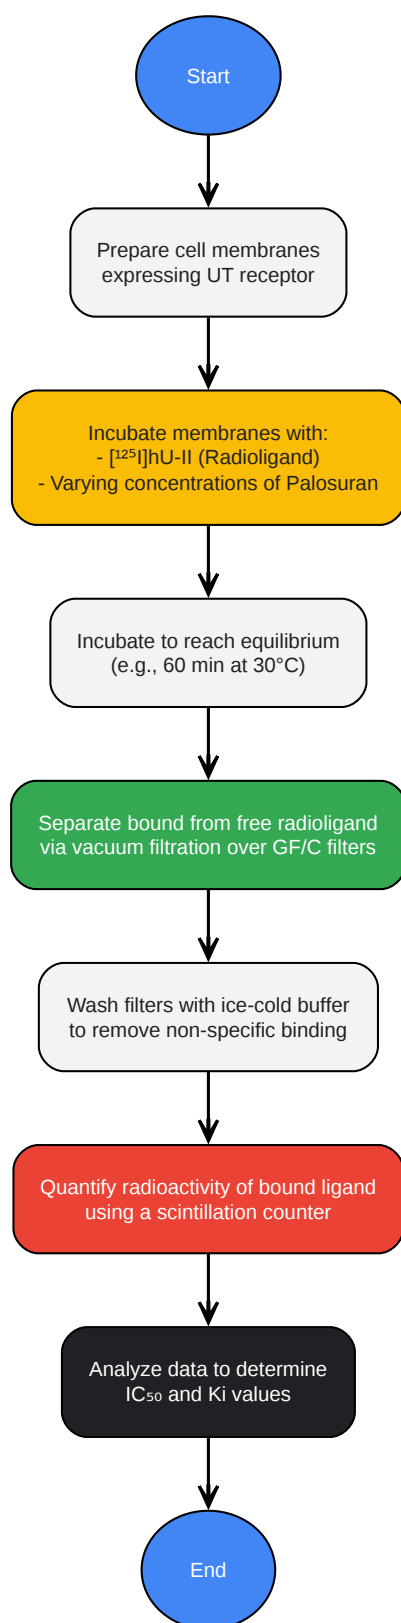 Start
Prepare cell membranes
expressing UT receptor
Incubate membranes with:
- [¹²⁵I]hU-II (Radioligand)
- Varying concentrations of Palosuran
Incubate to reach equilibrium
(e.g., 60 min at 30°C)
Separate bound from free radioligand
via vacuum filtration over GF/C filters
Wash filters with ice-cold buffer
to remove non-specific binding
Quantify radioactivity of bound ligand
using a scintillation counter
Analyze data to determine
IC₅₀ and Ki values
End